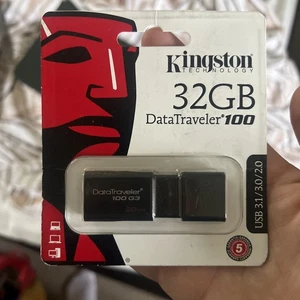 Kingston
TECHNOLOGY
32GB
DataTraveler 100
DataTraveler
100 G3
USB 3.1/3.0/2.0
5